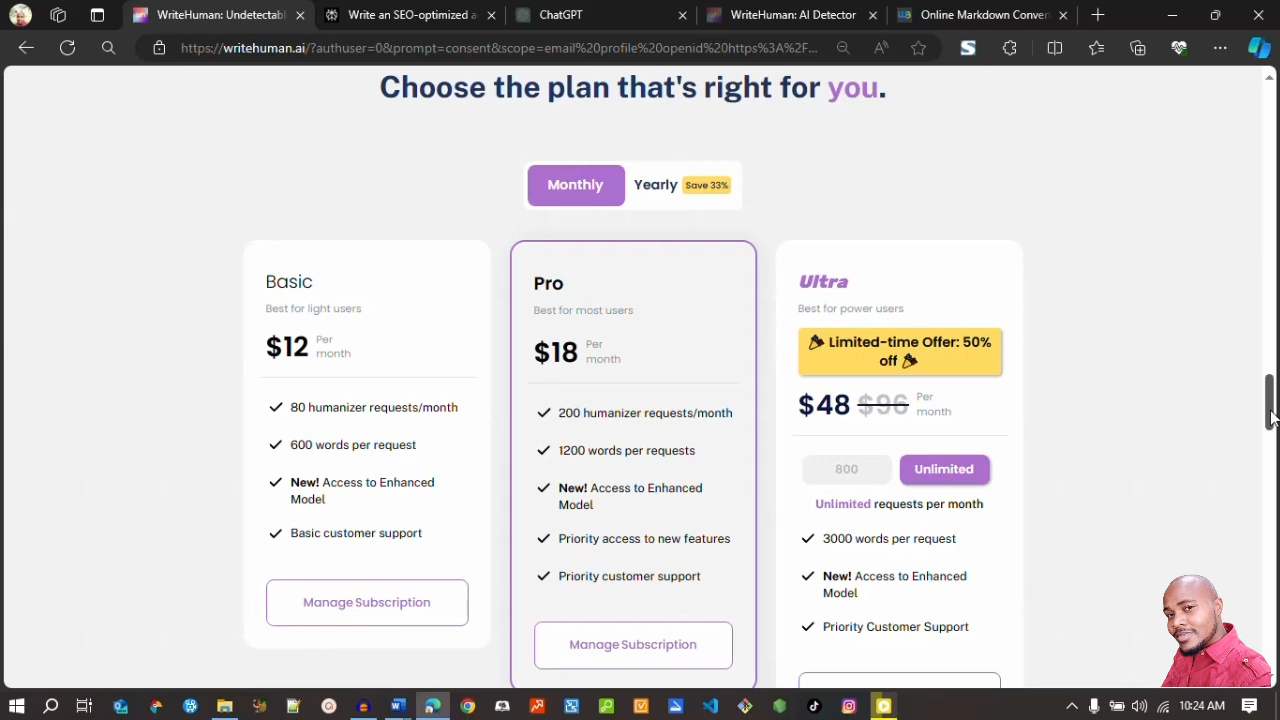 WriteHuman: Undetectabl
Write an SEO-optimized a
ChatGPT
WriteHuman: AI Detector
Online Markdown Conver
https://writehuman.ai/?authuser=0&prompt=consent&scope=email%20profile%20openid%20https%3A%2F...
Choose the plan that's right for you.
Monthly
Yearly Save 33%
Basic
Best for light users
$12 Per
month
80 humanizer requests/month
600 words per request
New! Access to Enhanced
Model
Basic customer support
Manage Subscription
Pro
Best for most users
$18 Per
month
200 humanizer requests/month
1200 words per requests
New! Access to Enhanced
Model
Priority access to new features
Priority customer support
Manage Subscription
Ultra
Best for power users
Limited-time Offer: 50%
off
$48 $96 Per
month
800
Unlimited
Unlimited requests per month
3000 words per request
New! Access to Enhanced
Model
Priority Customer Support
10:24 AM